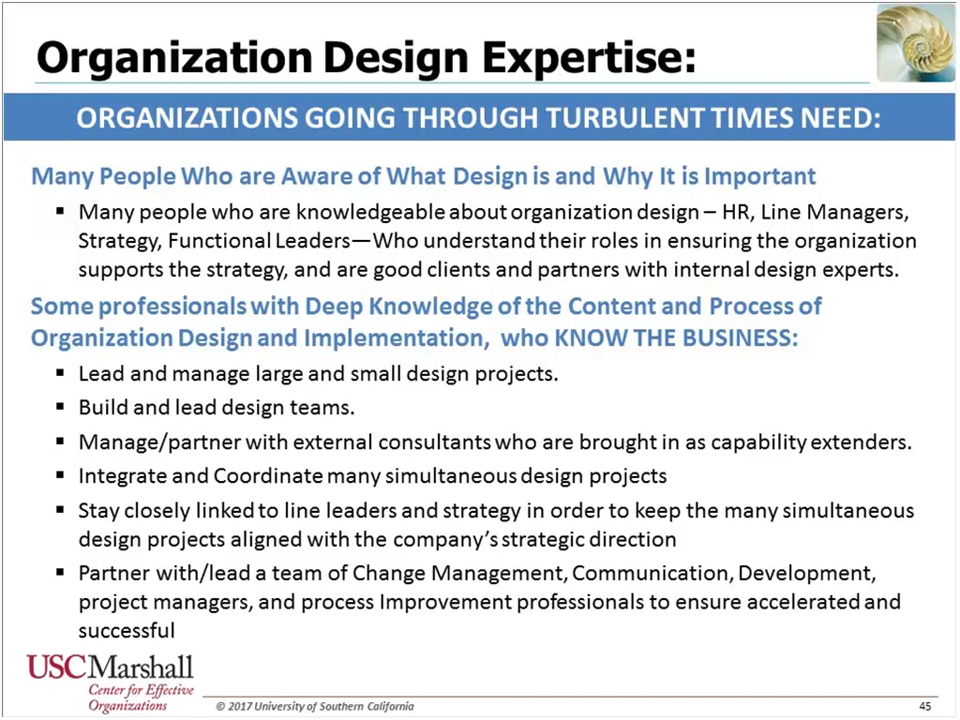 Organization Design Expertise:
ORGANIZATIONS GOING THROUGH TURBULENT TIMES NEED:
Many People Who are Aware of What Design is and Why It is Important
▪ Many people who are knowledgeable about organization design – HR, Line Managers,
Strategy, Functional Leaders—Who understand their roles in ensuring the organization
supports the strategy, and are good clients and partners with internal design experts.
Some professionals with Deep Knowledge of the Content and Process of
Organization Design and Implementation, who KNOW THE BUSINESS:
▪ Lead and manage large and small design projects.
▪ Build and lead design teams.
▪ Manage/partner with external consultants who are brought in as capability extenders.
▪ Integrate and Coordinate many simultaneous design projects
▪ Stay closely linked to line leaders and strategy in order to keep the many simultaneous
design projects aligned with the company's strategic direction
▪ Partner with/lead a team of Change Management, Communication, Development,
project managers, and process Improvement professionals to ensure accelerated and
successful
USC Marshall
Center for Effective
Organizations
© 2017 University of Southern California
45